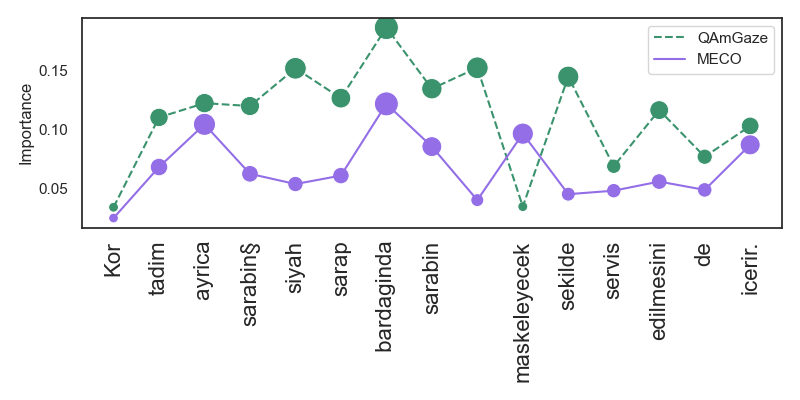 QAmGaze
MECO
Importance
0.15
0.10
0.05
Kor
tadim
ayrica
sarabin§
siyah
sarap
bardaginda
sarabin
maskeleyecek
sekilde
servis
edilmesini
de
icerir.